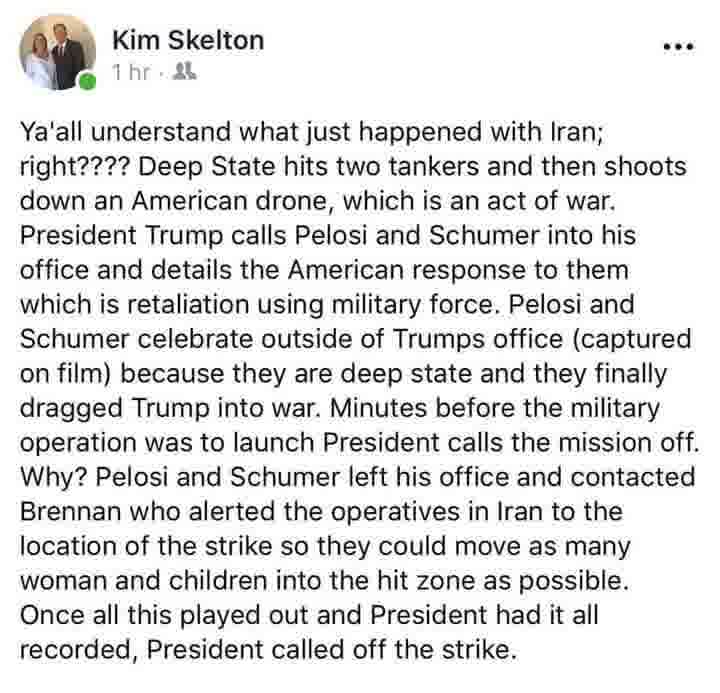 Kim Skelton
1 hr ·
Ya'all understand what just happened with Iran;
right???? Deep State hits two tankers and then shoots
down an American drone, which is an act of war.
President Trump calls Pelosi and Schumer into his
office and details the American response to them
which is retaliation using military force. Pelosi and
Schumer celebrate outside of Trumps office (captured
on film) because they are deep state and they finally
dragged Trump into war. Minutes before the military
operation was to launch President calls the mission off.
Why? Pelosi and Schumer left his office and contacted
Brennan who alerted the operatives in Iran to the
location of the strike so they could move as many
woman and children into the hit zone as possible.
Once all this played out and President had it all
recorded, President called off the strike.